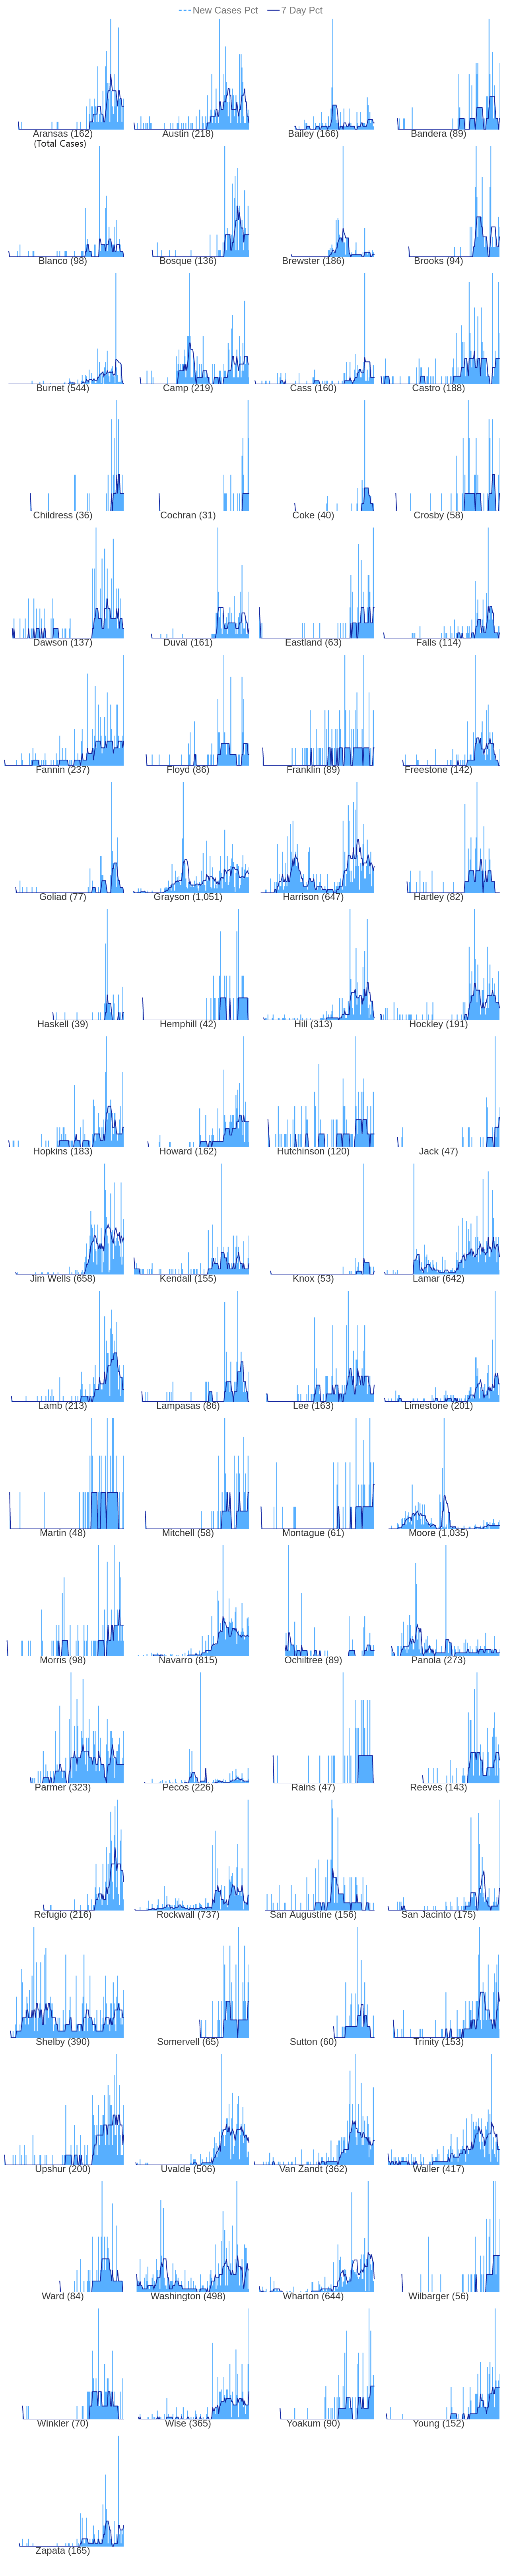 New Cases Pct 7 Day Pct
Aransas (162) Austin (218) Bailey (166) Bandera (89)
(Total Cases)
Blanco (98) Bosque (136) Brewster (186) Brooks (94)
Burnet (544) Camp (219) Cass (160) Castro (188)
Childress (36) Cochran (31) Coke (40) Crosby (58)
Dawson (137) Duval (161) Eastland (63) Falls (114)
Fannin (237) Floyd (86) Franklin (89) Freestone (142)
Goliad (77) Grayson (1,051) Harrison (647) Hartley (82)
Haskell (39) Hemphill (42) Hill (313) Hockley (191)
Hopkins (183) Howard (162) Hutchinson (120) Jack (47)
Jim Wells (658) Kendall (155) Knox (53) Lamar (642)
Lamb (213) Lampasas (86) Lee (163) Limestone (201)
Martin (48) Mitchell (58) Montague (61) Moore (1,035)
Morris (98) Navarro (815) Ochiltree (89) Panola (273)
Parmer (323) Pecos (226) Rains (47) Reeves (143)
Refugio (216) Rockwall (737) San Augustine (156) San Jacinto (175)
Shelby (390) Somervell (65) Sutton (60) Trinity (153)
Upshur (200) Uvalde (506) Van Zandt (362) Waller (417)
Ward (84) Washington (498) Wharton (644) Wilbarger (56)
Winkler (70) Wise (365) Yoakum (90) Young (152)
Zapata (165)